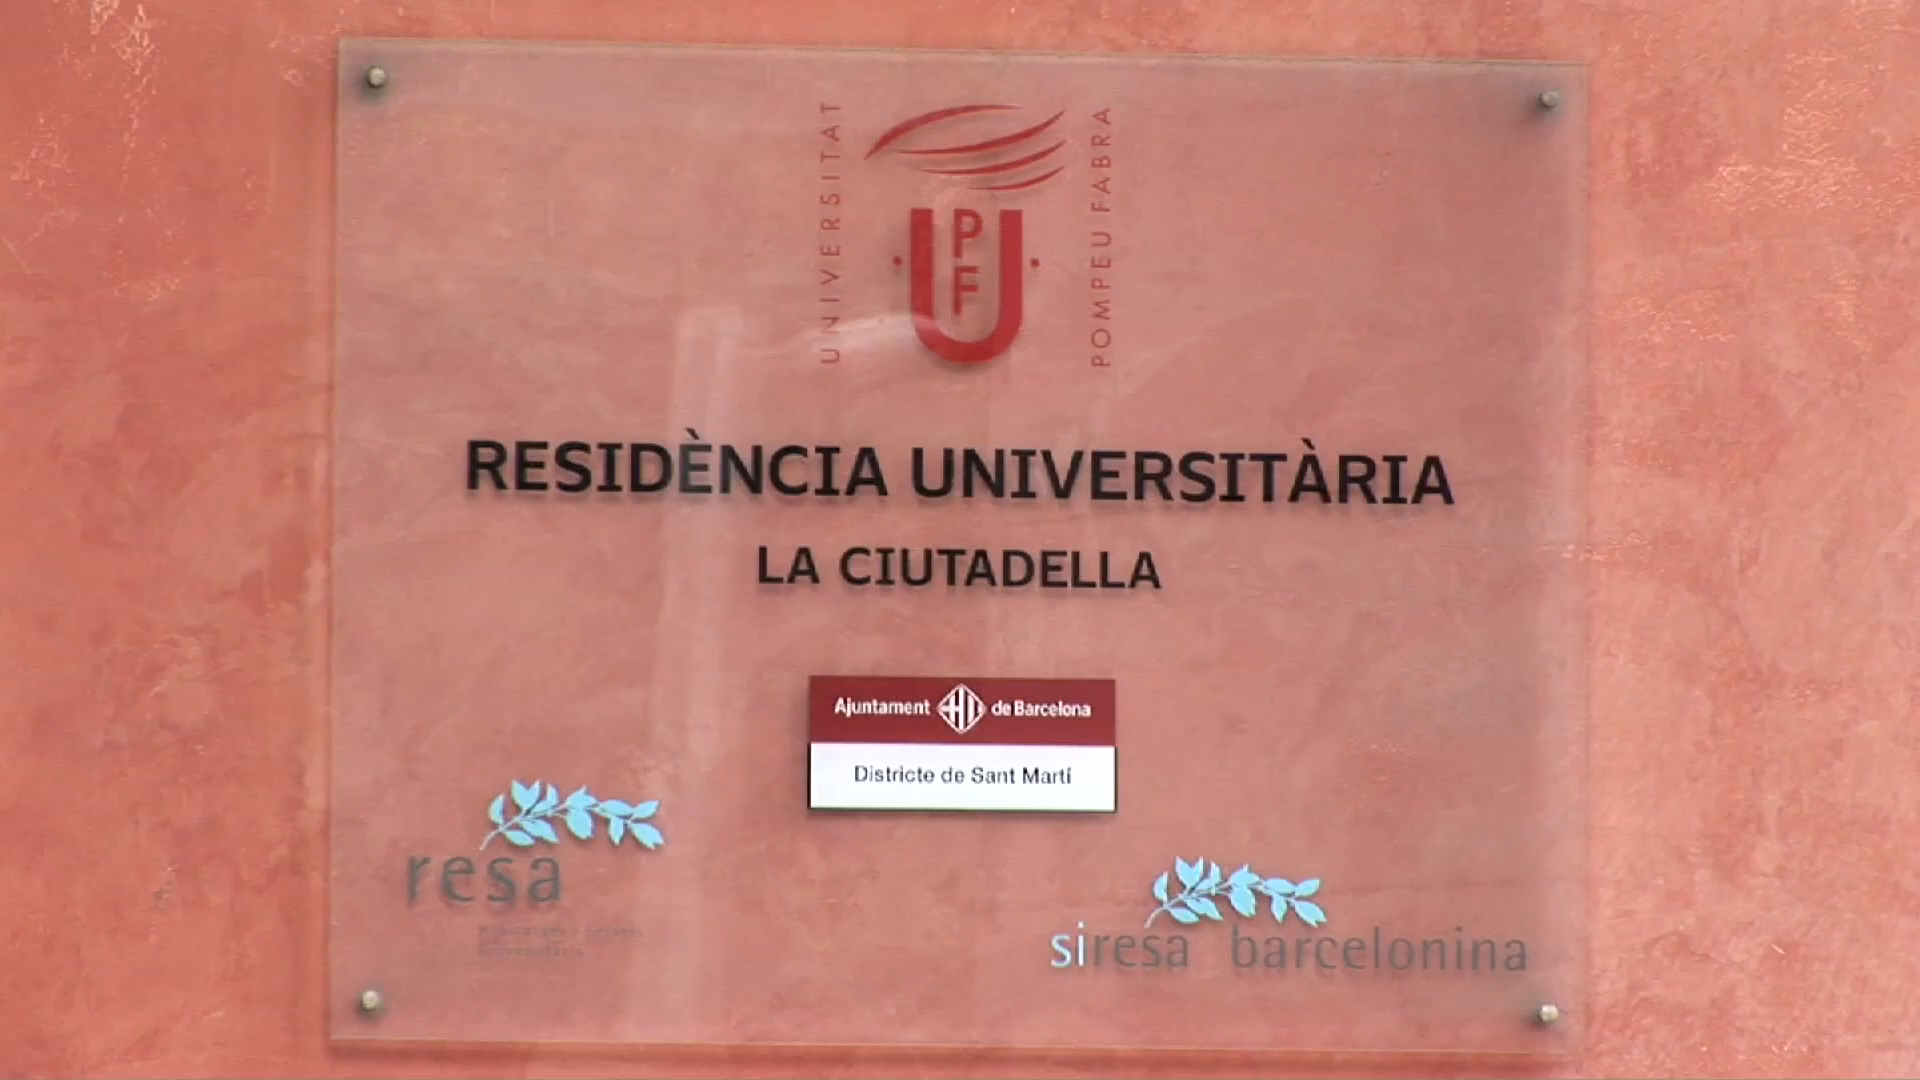 UNIVERSITAT
UPF
POMPEU FABRA
RESIDÈNCIA UNIVERSITÀRIA
LA CIUTADELLA
Ajuntament de Barcelona
Districte de Sant Martí
resa
siresa barcelonina